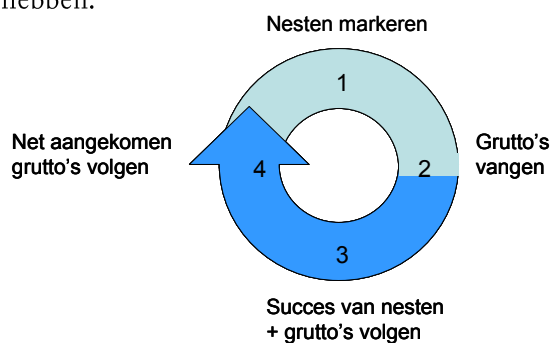 hebben.
Nesten markeren
1
Net aangekomen
grutto's volgen
4
2
Grutto's
vangen
3
Succes van nesten
+ grutto's volgen